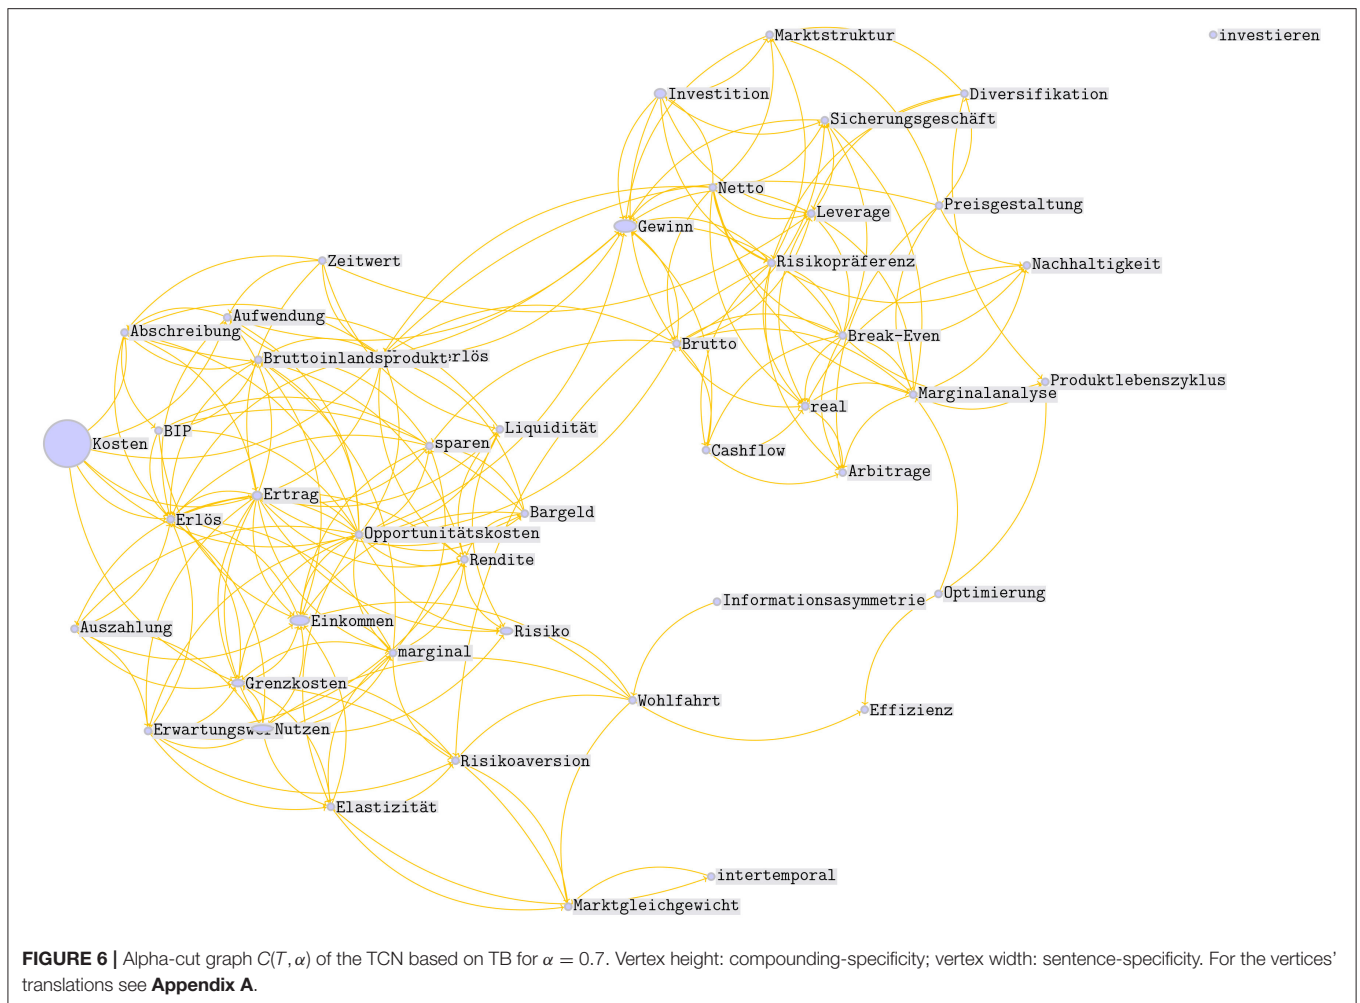 Marktstruktur
investieren
Investition
Diversifikation
Sicherungsgeschäft
Netto
Leverage
Preisgestaltung
Gewinn
Zeitwert
Risikopräferenz
Nachhaltigkeit
Aufwendung
Abschreibung
Break-Even
Brutto
Bruttoinlandsprodukt
Produktlebenszyklus
Marginalanalyse
real
Liquidität
BIP
Kosten
sparen
Cashflow
Arbitrage
Ertrag
Erlös
Bargeld
Opportunitätskosten
Rendite
Informationsasymmetrie
Optimierung
Einkommen
Auszahlung
Risiko
marginal
Grenzkosten
Wohlfahrt
Effizienz
Nutzen
Risikoaversion
Elastizität
intertemporal
Marktgleichgewicht
FIGURE 6 | Alpha-cut graph C(T, α) of the TCN based on TB for α = 0.7. Vertex height: compounding-specificity; vertex width: sentence-specificity. For the vertices'
translations see Appendix A.